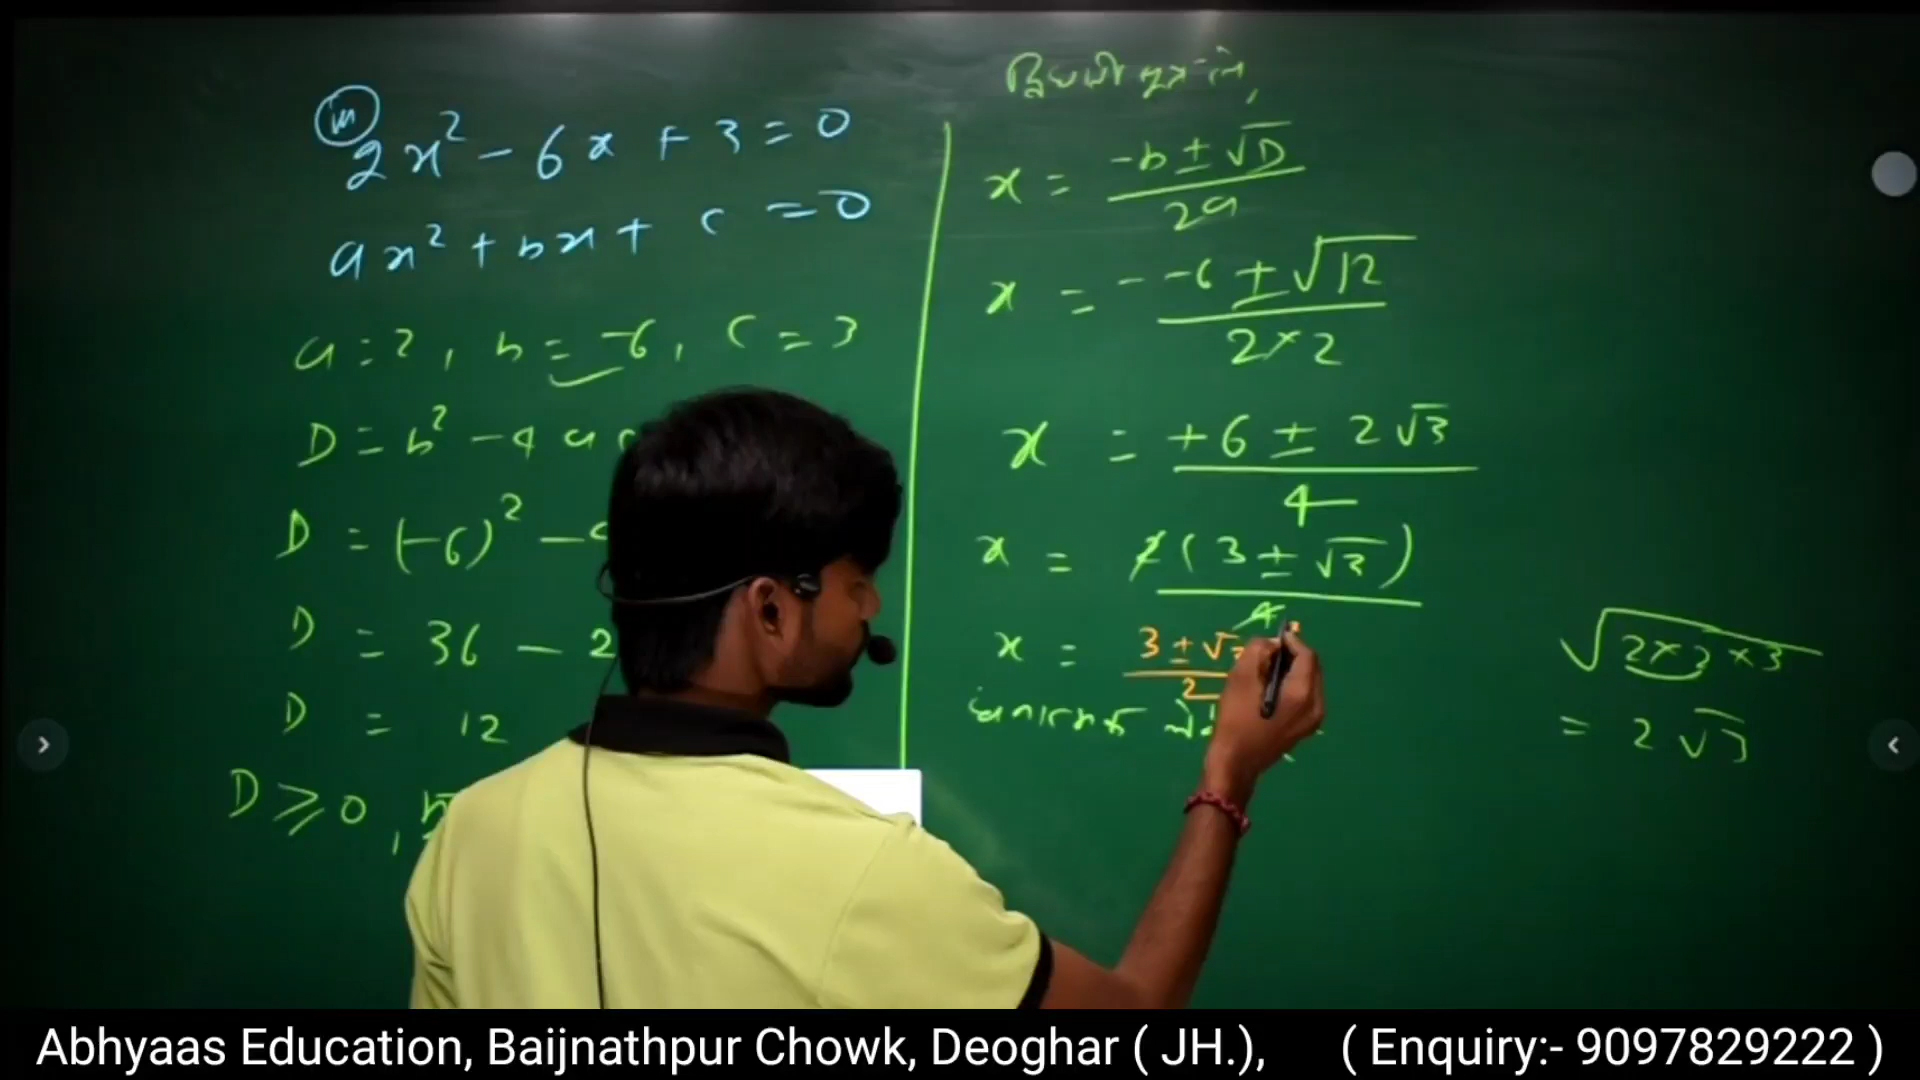 (iii)
2x² - 6x + 3 = 0
ax² + bx + c = 0
a = 2, b = -6, c = 3
D = b² - 4a
D = (-6)² -
D = 36 - 2
D = 12
D ≥ 0,
द्विघाती सूत्र से,
x = (-b ± √D) / 2a
x = (- -6 ± √12) / (2 × 2)
x = (+6 ± 2√3) / 4
x = 2(3 ± √3) / 4
x = (3 ± √3) / 2
√(2×2×3)
= 2√3
Abhyaas Education, Baijnathpur Chowk, Deoghar ( JH.), ( Enquiry:- 9097829222 )